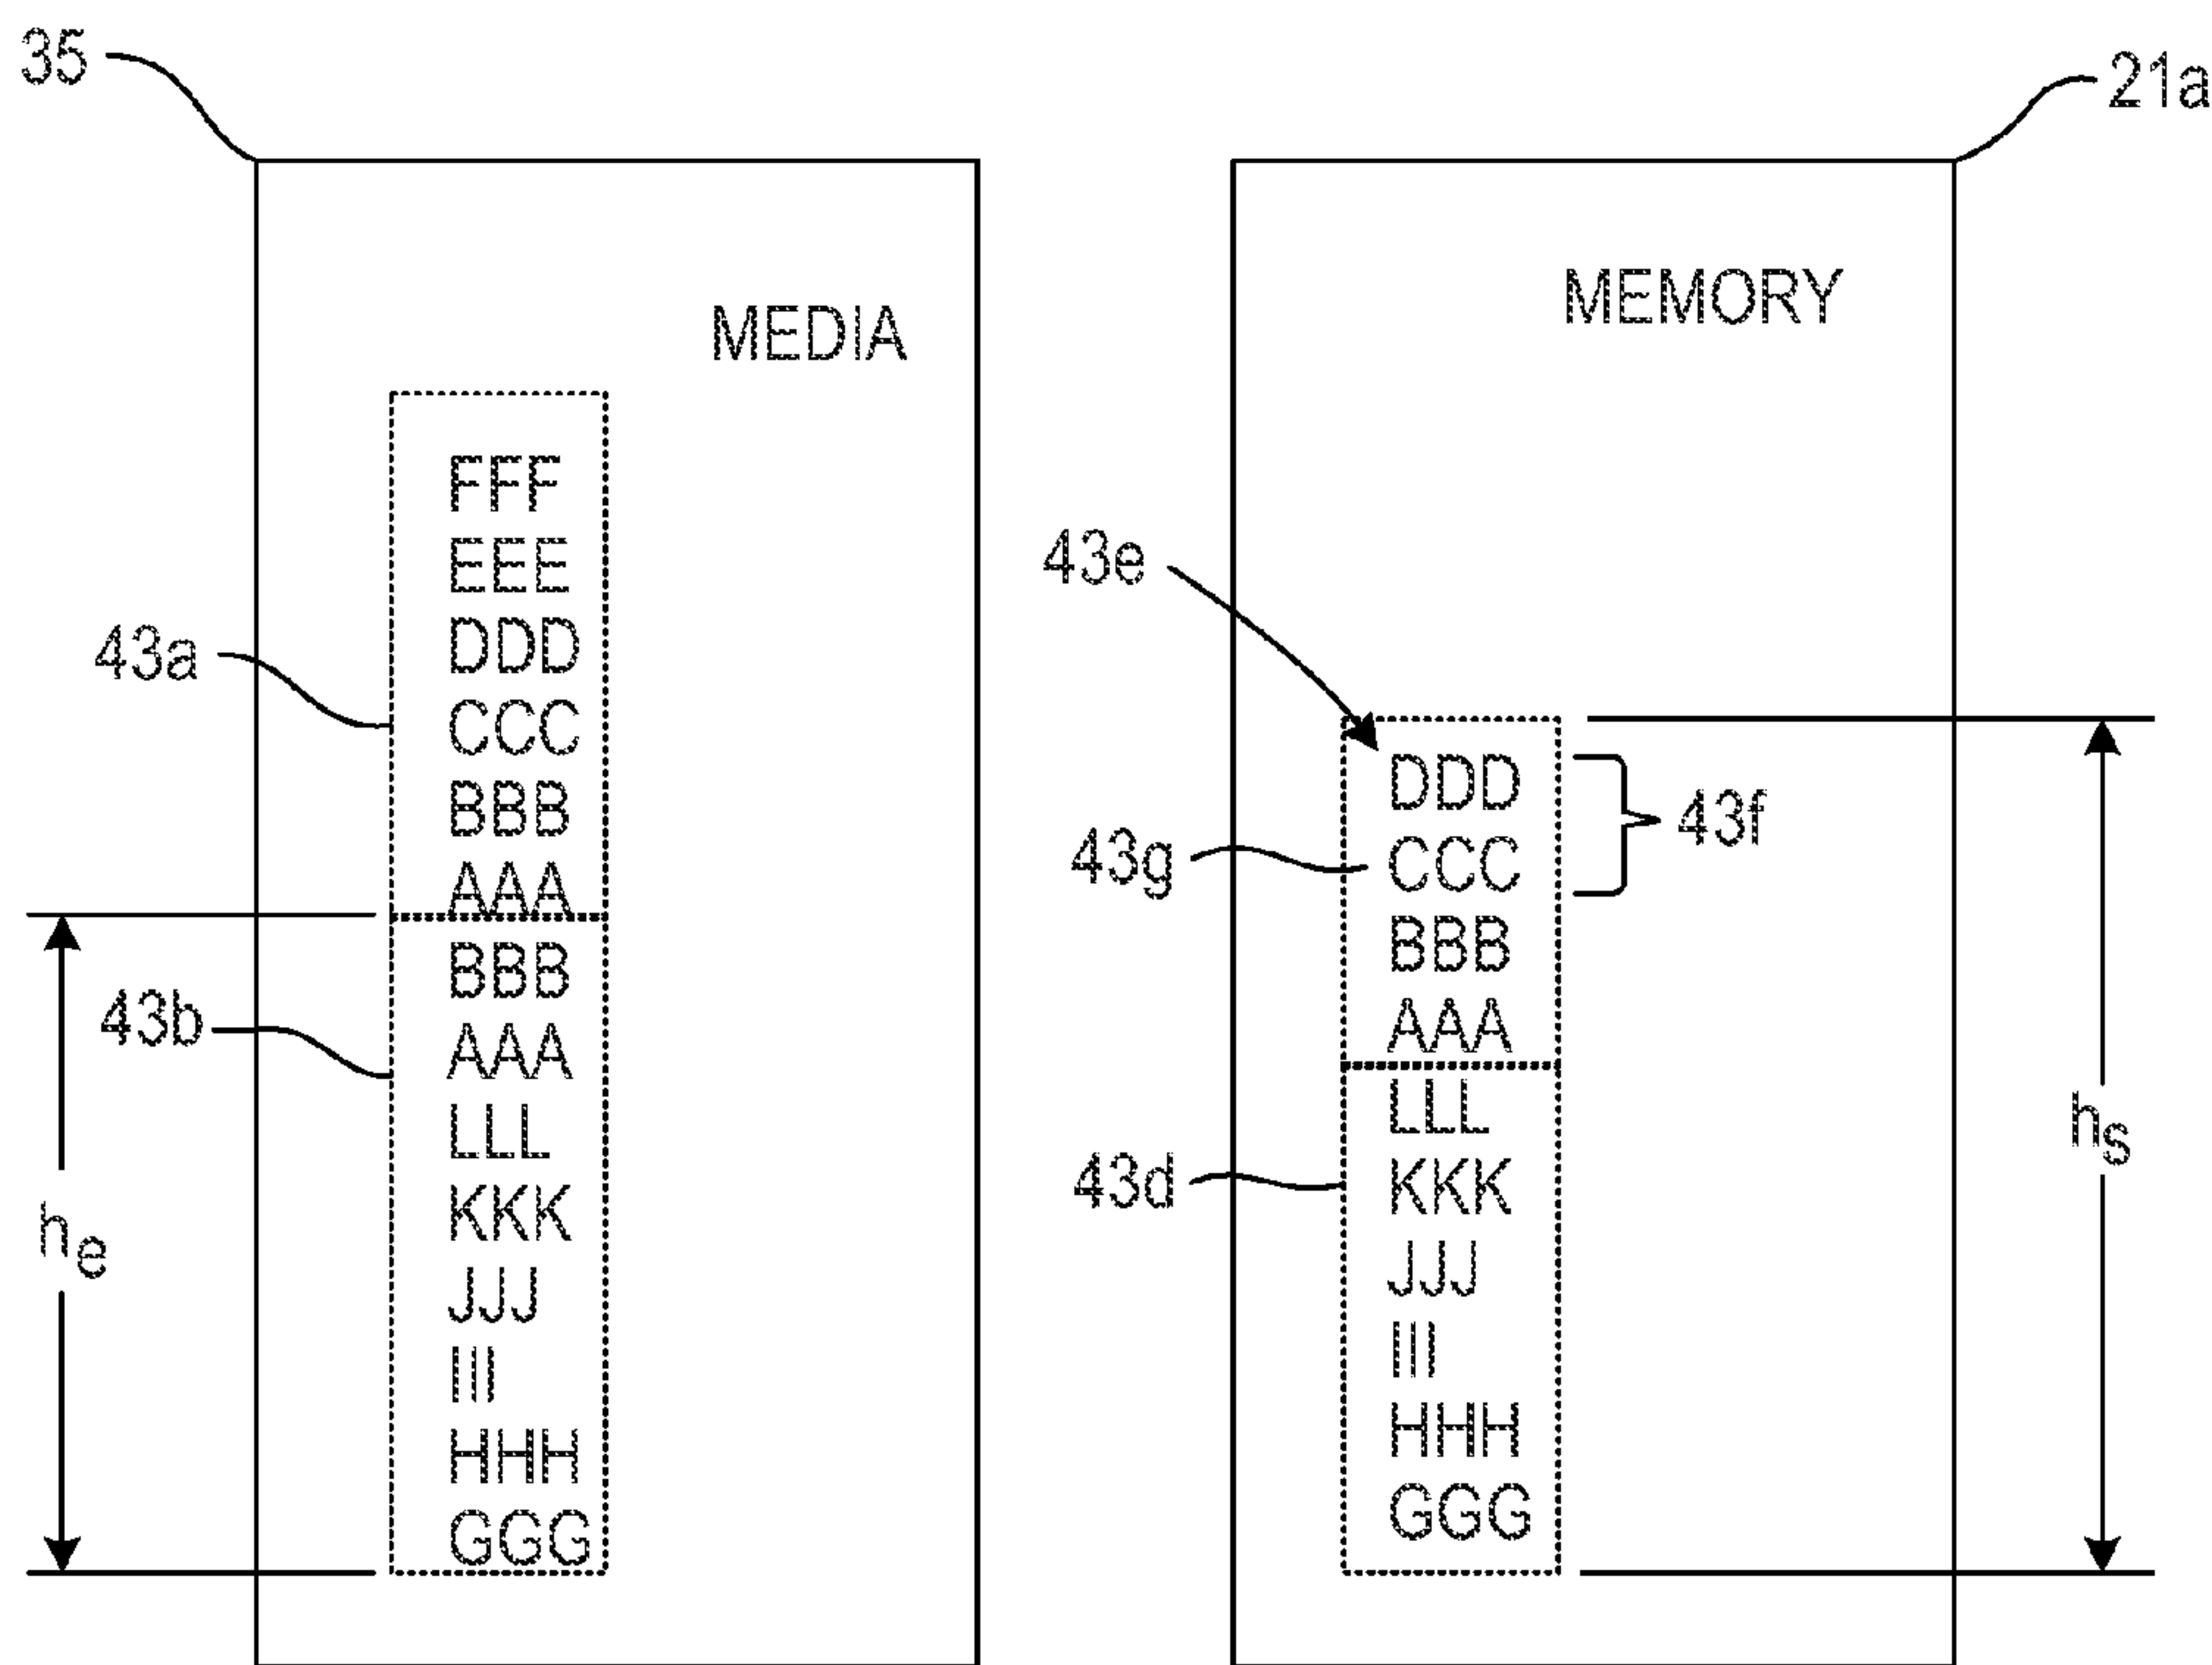 35
21a
MEDIA
MEMORY
FFF
EEE
DDD
CCC
BBB
AAA
BBB
AAA
LLL
KKK
JJJ
III
HHH
GGG
43a
43b
he
43e
DDD
CCC
BBB
AAA
LLL
KKK
JJJ
III
HHH
GGG
43g
43f
43d
hs